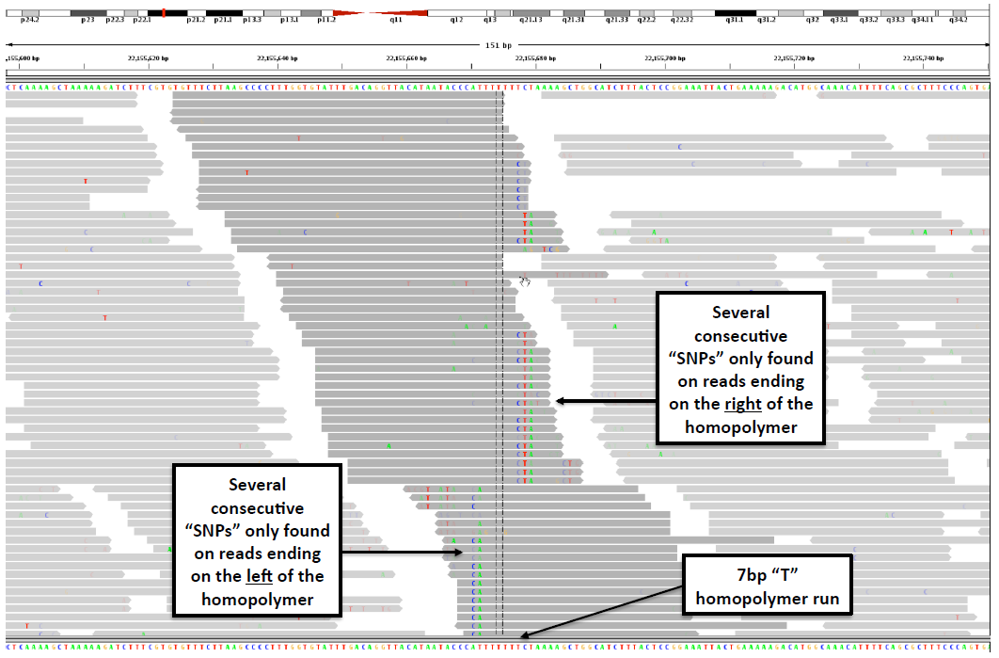 p24.2 p23 p22.3 p22.1 p21.2 p21.1 p13.3 p13.1 p11.2 q11 q12 q13 q21.13 q21.31 q21.33 q22.2 q22.32 q31.1 q31.2 q32 q33.1 q33.2 q33.3 q34.11 q34.2
151 bp
,155,600 bp 22,155,620 bp 22,155,640 bp 22,155,660 bp 22,155,680 bp 22,155,700 bp 22,155,720 bp 22,155,740 bp
CTCAAAAGCTAAAAAGATCTTTCGTGTGTTTCTTAAGCCCCTTTGGTGTATTTGACAGGTTACATAATACCCATTTTTTTCTAAAAGCTGGCATCTTTACTCCGGAAATTACTGAAAAAGACATGGCAAACATTTTCAGCGCTTTCCCAGTGA
Several
consecutive
“SNPs” only found
on reads ending
on the right of the
homopolymer
Several
consecutive
“SNPs” only found
on reads ending
on the left of the
homopolymer
7bp “T”
homopolymer run